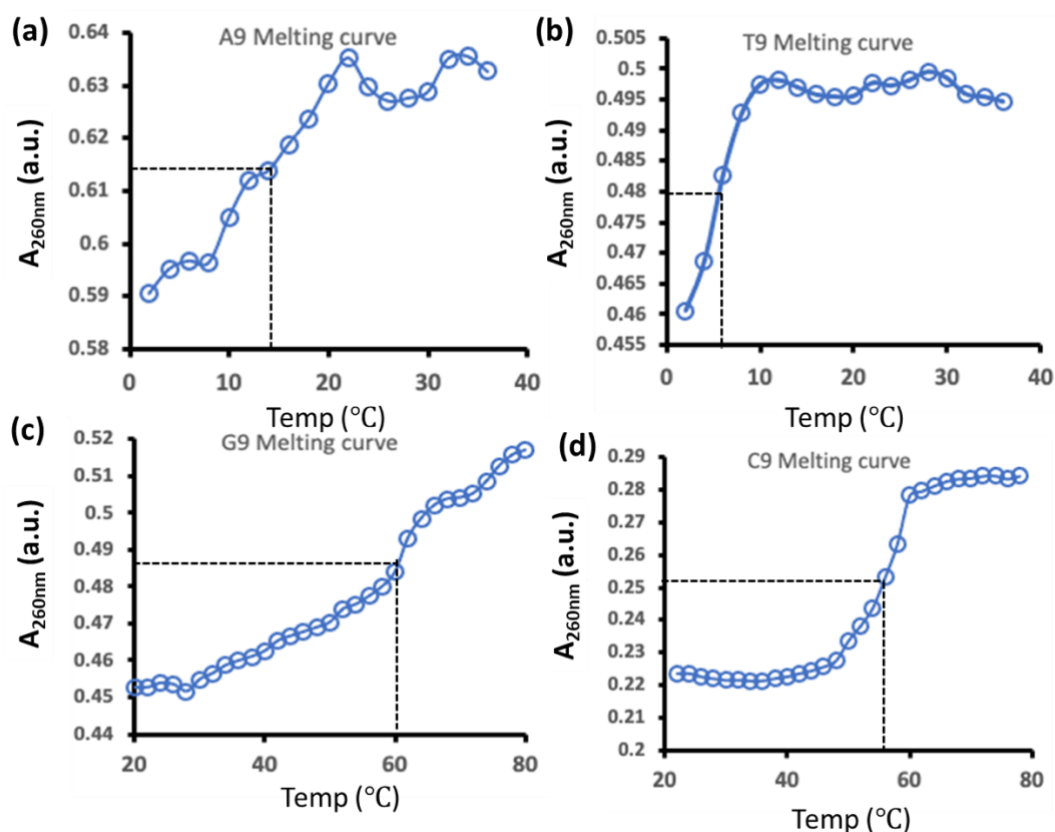 (a)
A9 Melting curve
A260nm (a.u.)
0.64
0.63
0.62
0.61
0.6
0.59
0.58
0 10 20 30 40
Temp (°C)
(b)
T9 Melting curve
A260nm (a.u.)
0.505
0.5
0.495
0.49
0.485
0.48
0.475
0.47
0.465
0.46
0.455
0 10 20 30 40
Temp (°C)
(c)
G9 Melting curve
A260nm (a.u.)
0.52
0.51
0.5
0.49
0.48
0.47
0.46
0.45
0.44
20 40 60 80
Temp (°C)
(d)
C9 Melting curve
A260nm (a.u.)
0.29
0.28
0.27
0.26
0.25
0.24
0.23
0.22
0.21
0.2
20 40 60 80
Temp (°C)